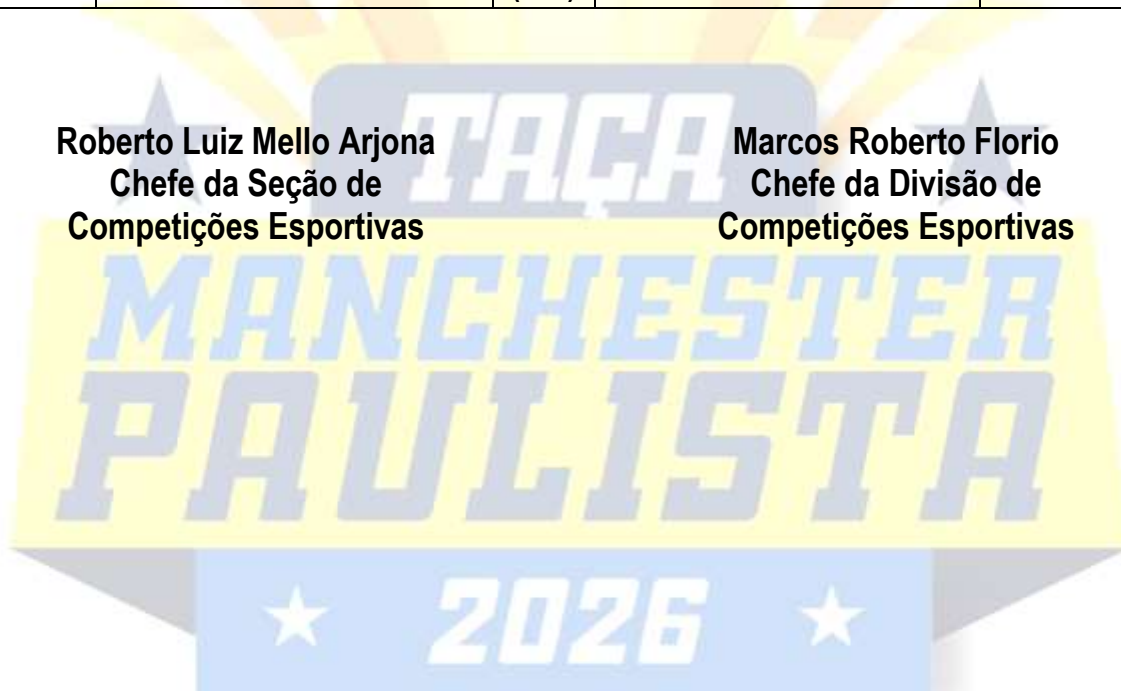 Roberto Luiz Mello Arjona
Chefe da Seção de
Competições Esportivas
Marcos Roberto Florio
Chefe da Divisão de
Competições Esportivas
TAÇA
MANCHESTER
PAULISTA
2026